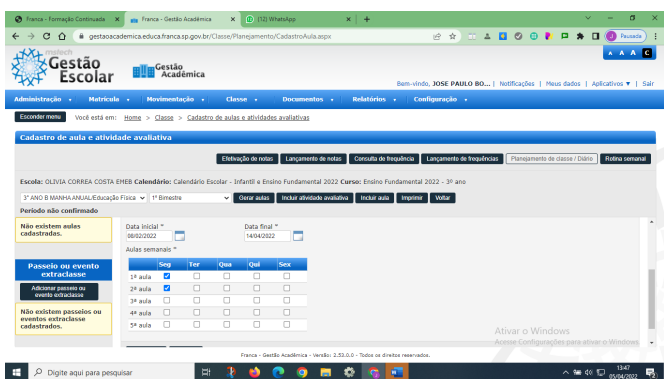 Franca - Formação Continuada
Franca - Gestão Acadêmica
(12) WhatsApp
gestaoacademica.educa.franca.sp.gov.br/Classe/Planejamento/CadastroAula.aspx
Pausada
mstech
Gestão Escolar
Gestão Acadêmica
A A A C
Bem-vindo, JOSE PAULO BO... | Notificações | Meus dados | Aplicativos ▼ | Sair
Administração Matrícula Movimentação Classe Documentos Relatórios Configuração
Esconder menu Você está em: Home > Classe > Cadastro de aulas e atividades avaliativas
Cadastro de aula e atividade avaliativa
Efetivação de notas Lançamento de notas Consulta de frequência Lançamento de frequências Planejamento de classe / Diário Rotina semanal
Escola: OLIVIA CORREA COSTA EMEB Calendário: Calendário Escolar - Infantil e Ensino Fundamental 2022 Curso: Ensino Fundamental 2022 - 3º ano
3º ANO B MANHA ANUAL/Educação Física 1º Bimestre Gerar aulas Incluir atividade avaliativa Incluir aula Imprimir Voltar
Período não confirmado
Não existem aulas cadastradas.
Passeio ou evento extraclasse
Adicionar passeio ou evento extraclasse
Não existem passeios ou eventos extraclasse cadastrados.
Data inicial * Data final *
08/02/2022 14/04/2022
Aulas semanais *
Seg Ter Qua Qui Sex
1ª aula
2ª aula
3ª aula
4ª aula
5ª aula
Ativar o Windows
Acesse Configurações para ativar o Windows.
Franca - Gestão Acadêmica - Versão: 2.53.0.0 - Todos os direitos reservados.
Digite aqui para pesquisar
13:47
05/04/2022